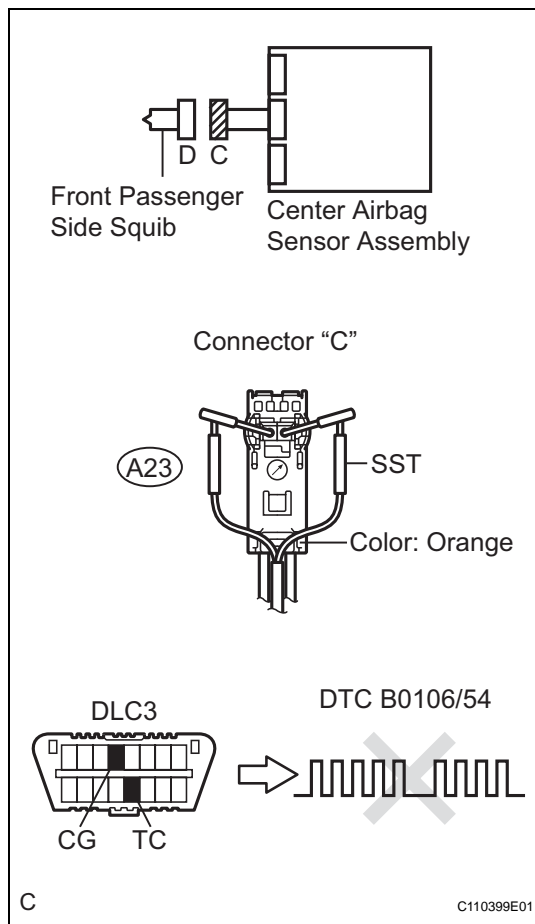 D C
Front Passenger
Side Squib
Center Airbag
Sensor Assembly
Connector “C”
A23
SST
Color: Orange
DLC3
DTC B0106/54
CG TC
C
C110399E01